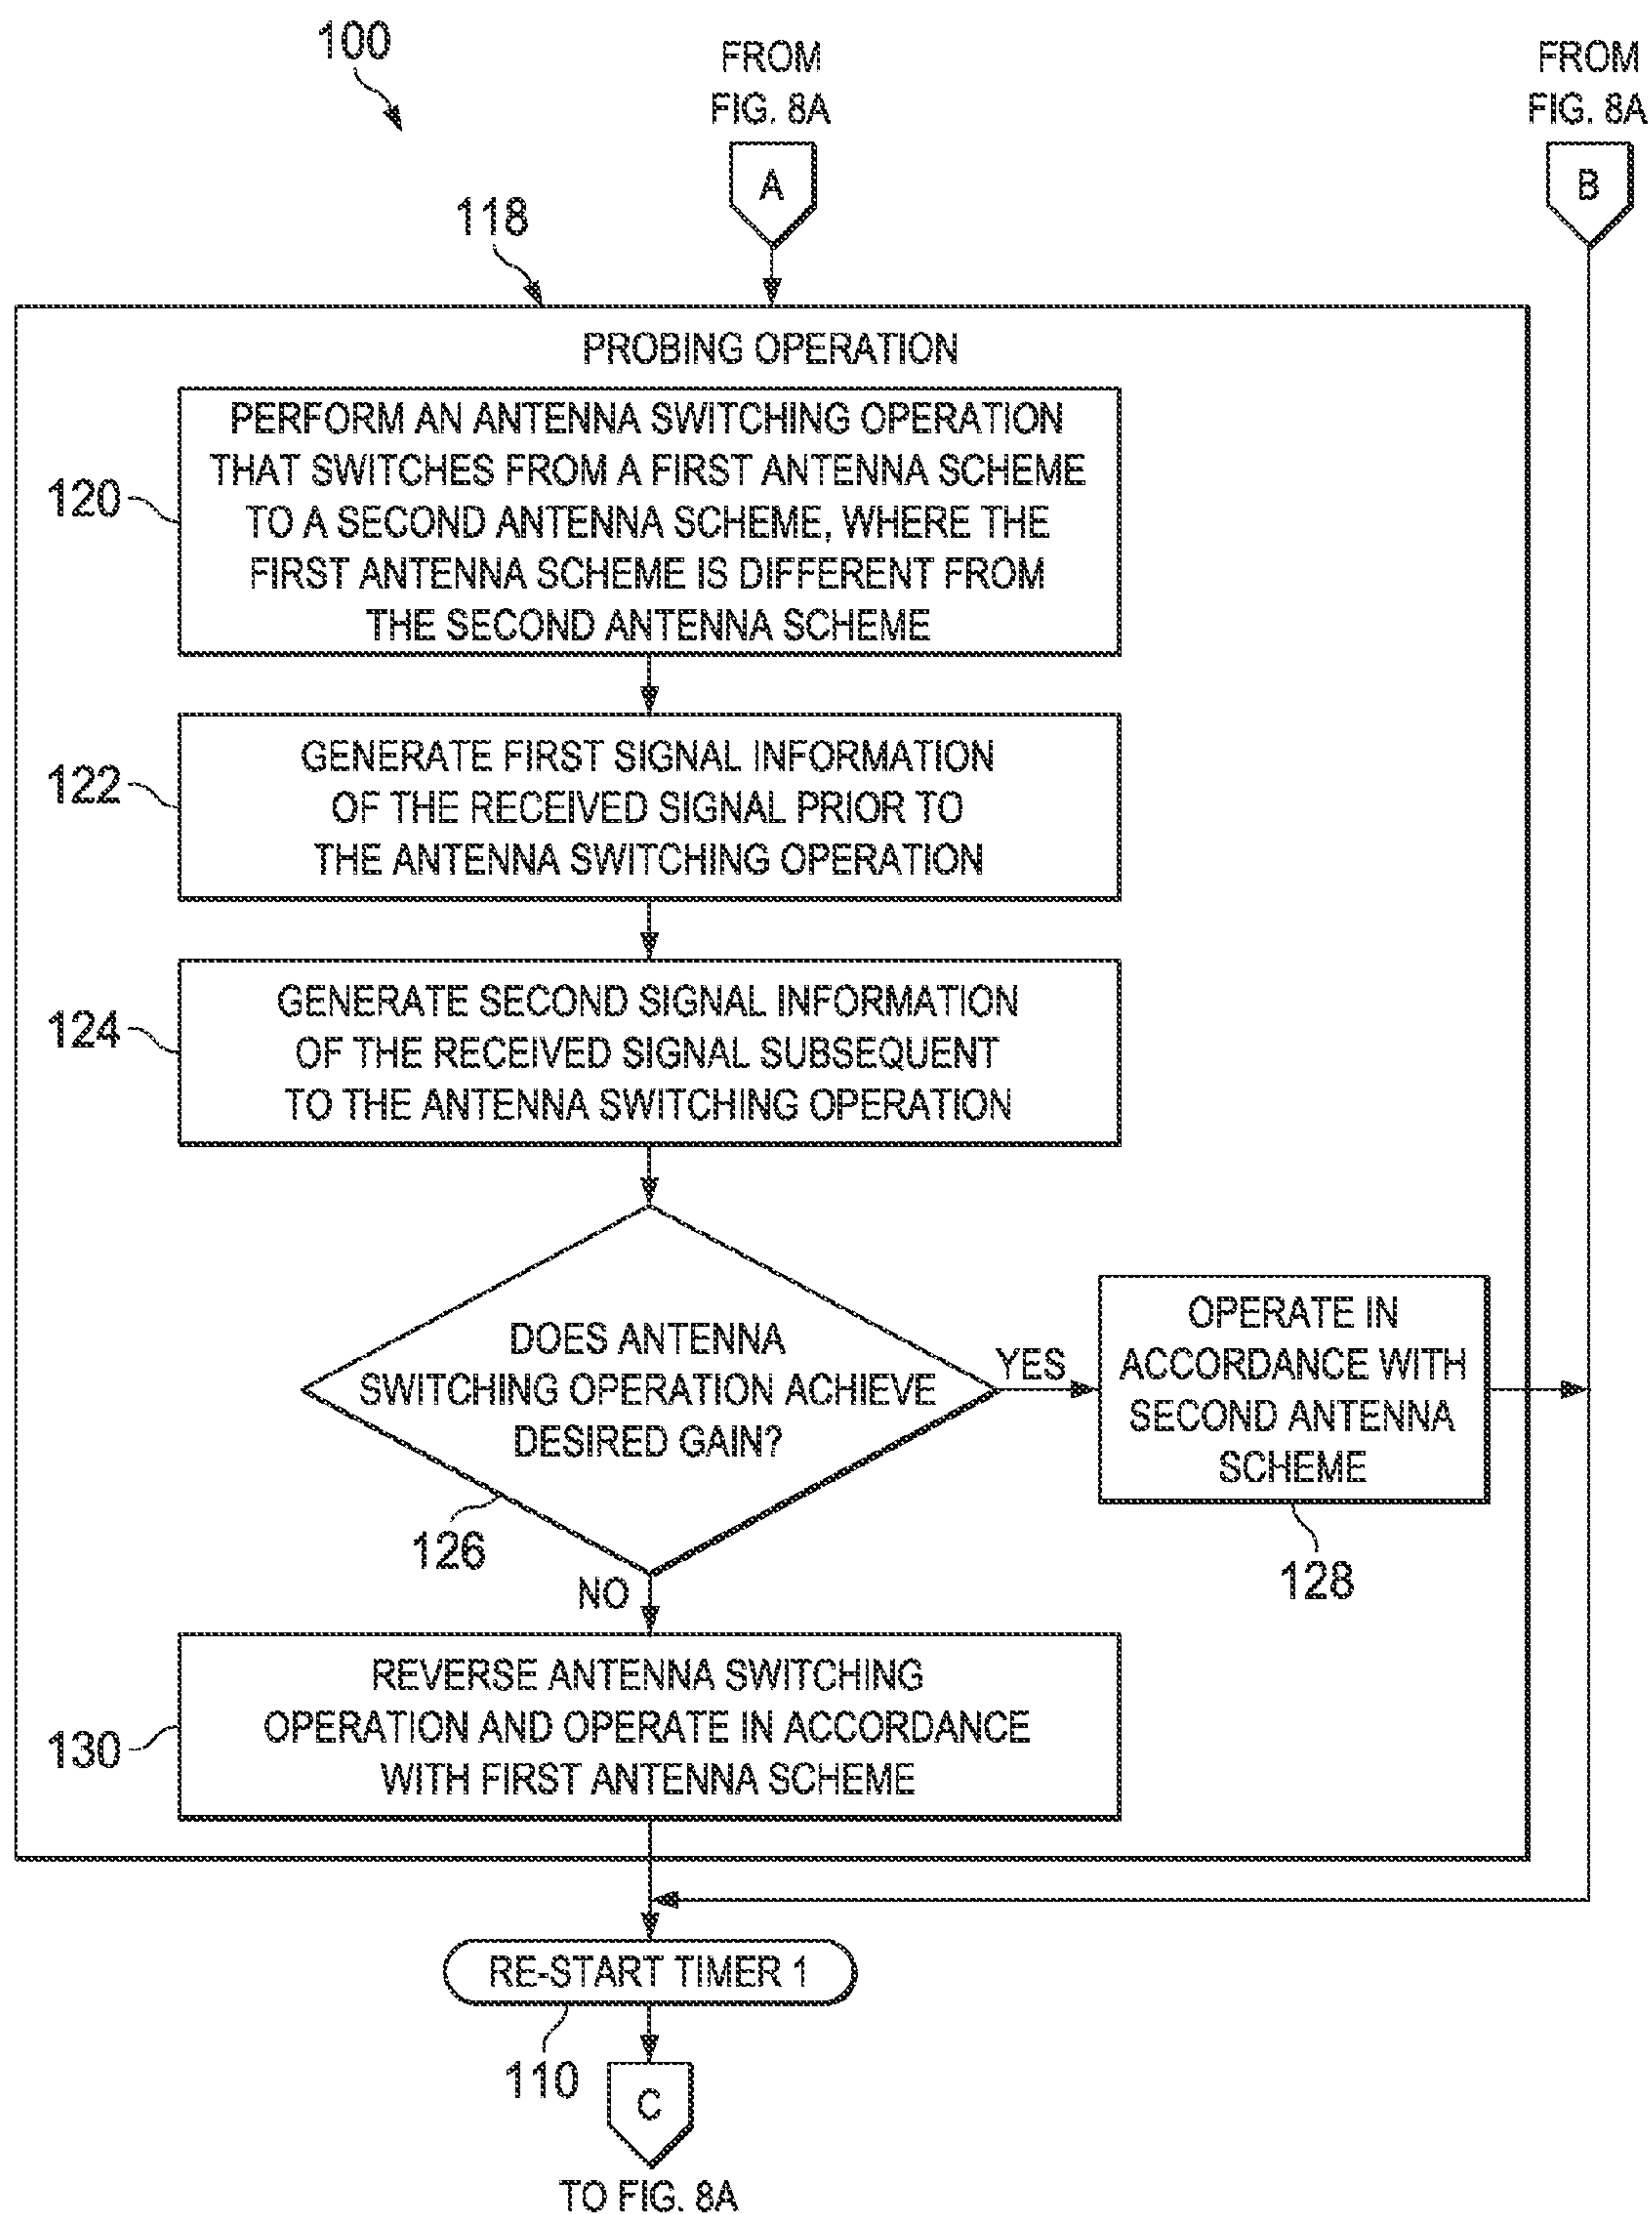 100
FROM
FIG. 8A
A
FROM
FIG. 8A
B
118
PROBING OPERATION
PERFORM AN ANTENNA SWITCHING OPERATION
THAT SWITCHES FROM A FIRST ANTENNA SCHEME
TO A SECOND ANTENNA SCHEME, WHERE THE
FIRST ANTENNA SCHEME IS DIFFERENT FROM
THE SECOND ANTENNA SCHEME
120
GENERATE FIRST SIGNAL INFORMATION
OF THE RECEIVED SIGNAL PRIOR TO
THE ANTENNA SWITCHING OPERATION
122
GENERATE SECOND SIGNAL INFORMATION
OF THE RECEIVED SIGNAL SUBSEQUENT
TO THE ANTENNA SWITCHING OPERATION
124
DOES ANTENNA
SWITCHING OPERATION ACHIEVE
DESIRED GAIN?
126
YES
OPERATE IN
ACCORDANCE WITH
SECOND ANTENNA
SCHEME
128
NO
REVERSE ANTENNA SWITCHING
OPERATION AND OPERATE IN ACCORDANCE
WITH FIRST ANTENNA SCHEME
130
RE-START TIMER 1
110
C
TO FIG. 8A